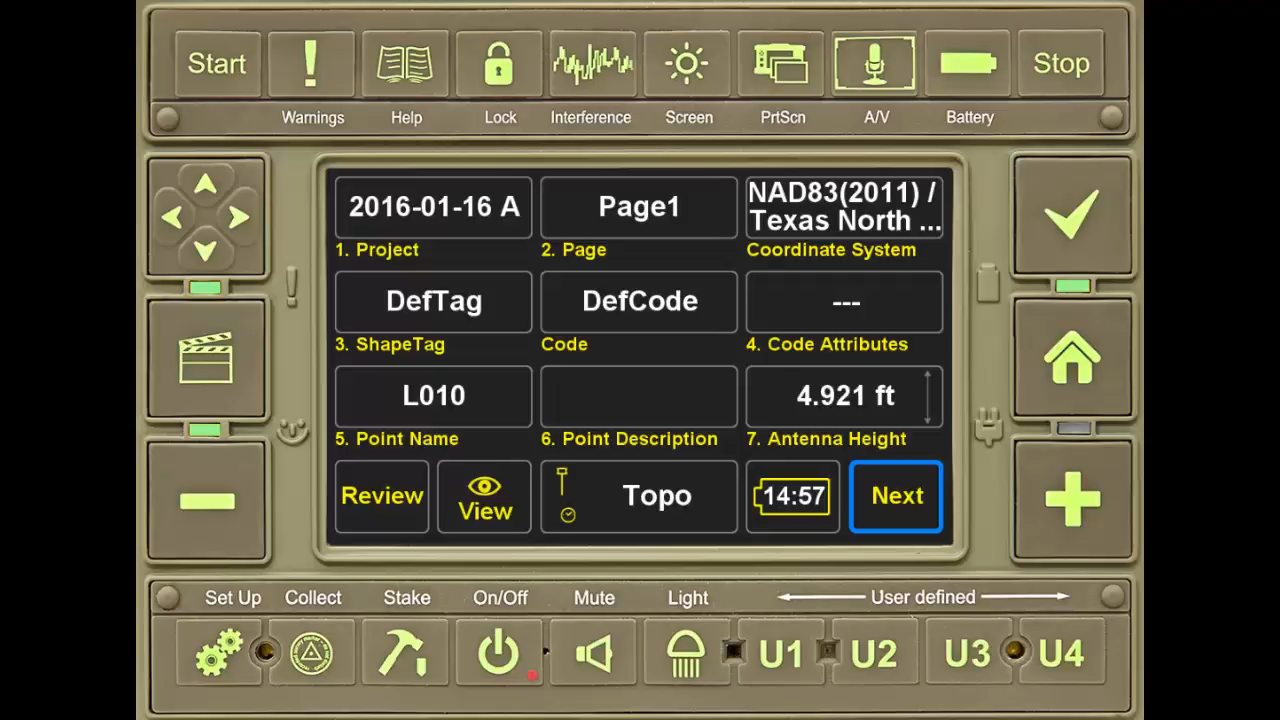 Start
Stop
Warnings
Help
Lock
Interference
Screen
PrtScn
A/V
Battery
2016-01-16 A
Page1
NAD83(2011) /
Texas North ...
1. Project
2. Page
Coordinate System
DefTag
DefCode
---
3. ShapeTag
Code
4. Code Attributes
L010
4.921 ft
5. Point Name
6. Point Description
7. Antenna Height
Review
View
Topo
14:57
Next
Set Up
Collect
Stake
On/Off
Mute
Light
User defined
U1
U2
U3
U4